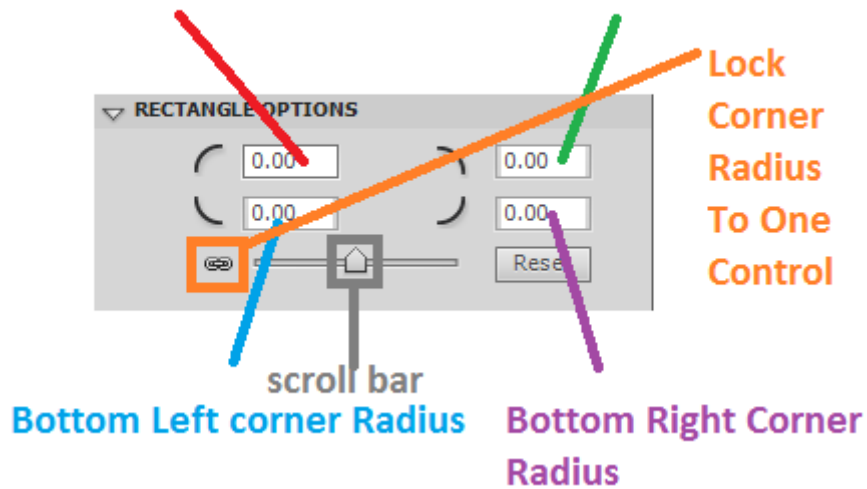 Lock
Corner
Radius
To One
Control
RECTANGLE OPTIONS
0.00 0.00
0.00 0.00
Reset
scroll bar
Bottom Left corner Radius
Bottom Right Corner
Radius